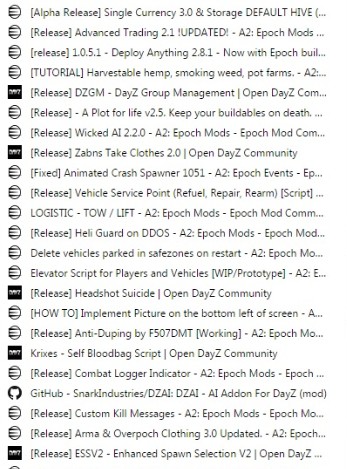 [Alpha Release] Single Currency 3.0 & Storage DEFAULT HIVE (...
[Release] Advanced Trading 2.1 !UPDATED! - A2: Epoch Mods ...
[release] 1.0.5.1 - Deploy Anything 2.8.1 - Now with Epoch buil...
[TUTORIAL] Harvestable hemp, smoking weed, pot farms. - A2:...
DAYZ [Release] DZGM - DayZ Group Management | Open DayZ Com...
[Release] - A Plot for life v2.5. Keep your buildables on death. ...
[Release] Wicked AI 2.2.0 - A2: Epoch Mods - Epoch Mod Com...
DAYZ [Release] Zabns Take Clothes 2.0 | Open DayZ Community
[Fixed] Animated Crash Spawner 1051 - A2: Epoch Events - Ep...
[Release] Vehicle Service Point (Refuel, Repair, Rearm) [Script] ...
LOGISTIC - TOW / LIFT - A2: Epoch Mods - Epoch Mod Comm...
[Release] Heli Guard on DDOS - A2: Epoch Mods - Epoch Mod...
Delete vehicles parked in safezones on restart - A2: Epoch Mo...
Elevator Script for Players and Vehicles [WIP/Prototype] - A2: E...
DAYZ [Release] Headshot Suicide | Open DayZ Community
[HOW TO] Implement Picture on the bottom left of screen - A...
[Release] Anti-Duping by F507DMT [Working] - A2: Epoch Mo...
DAYZ Krixes - Self Bloodbag Script | Open DayZ Community
[Release] Combat Logger Indicator - A2: Epoch Mods - Epoch ...
GitHub - SnarkIndustries/DZAI: DZAI - AI Addon For DayZ (mod)
[Release] Custom Kill Messages - A2: Epoch Mods - Epoch Mo...
[Release] Arma & Overpoch Clothing 3.0 Updated. - A2: Epoch...
DAYZ [Release] ESSV2 - Enhanced Spawn Selection V2 | Open DayZ ...